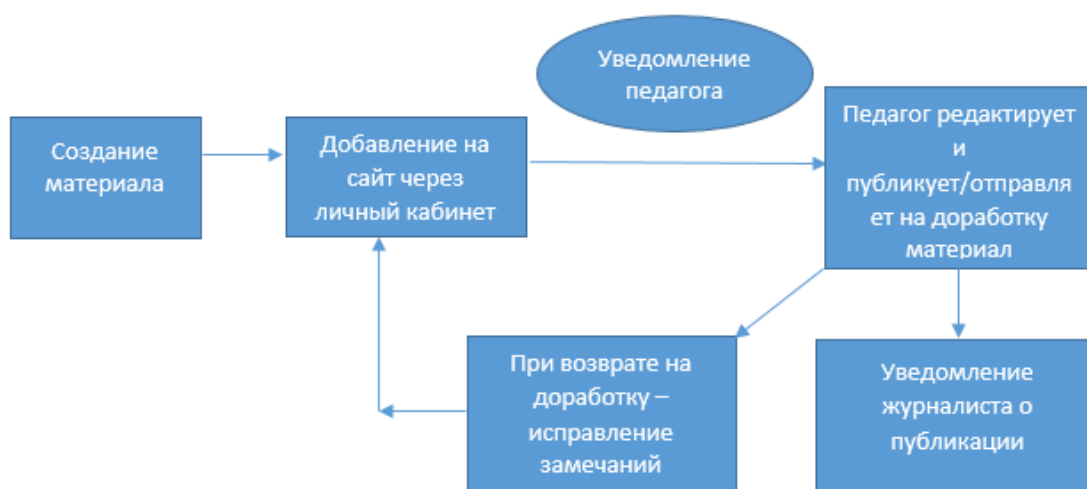 Создание
материала
Добавление на
сайт через
личный кабинет
Уведомление
педагога
Педагог редактирует
и
публикует/отправля
ет на доработку
материал
При возврате на
доработку –
исправление
замечаний
Уведомление
журналиста о
публикации